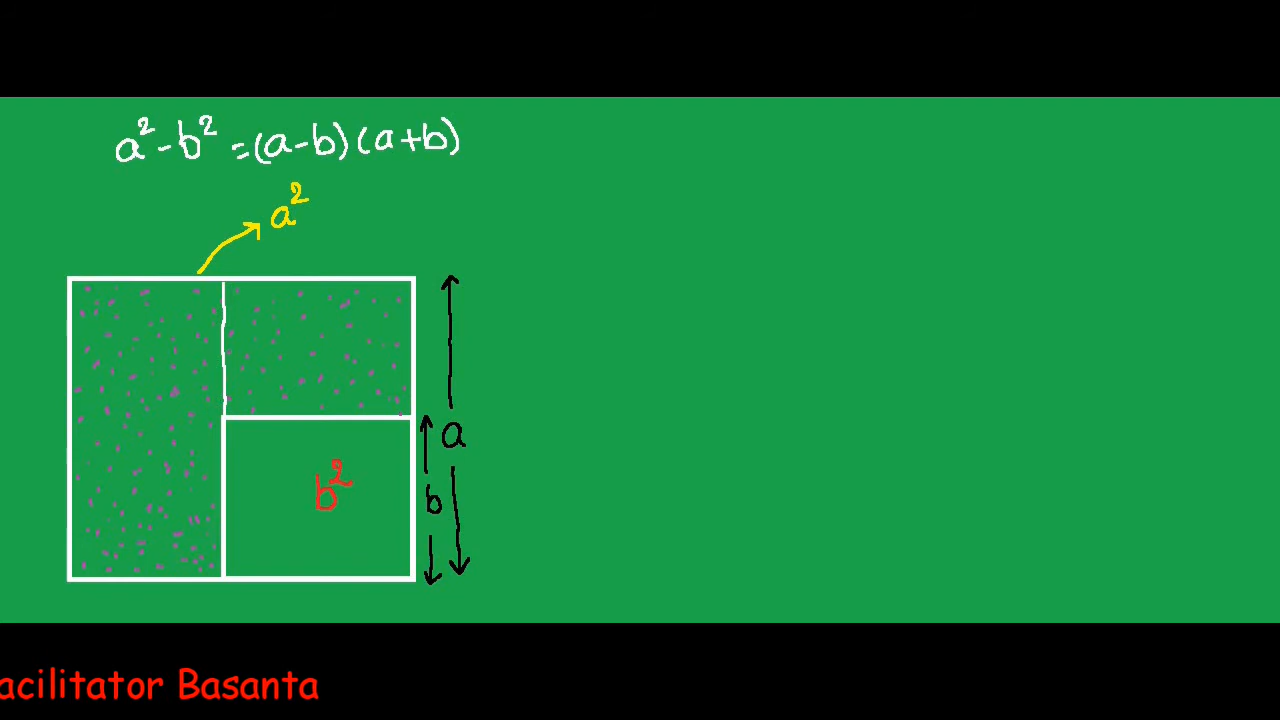 a² - b² = (a-b) (a+b)
a²
a
b²
b
acilitator Basanta